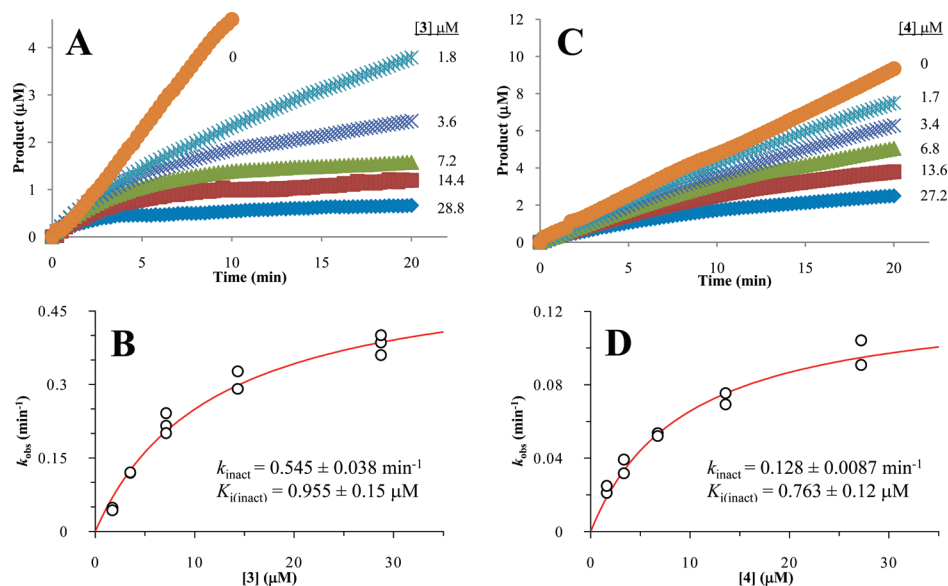 A
[3] μM
4
3
2
1
0
0
1.8
3.6
7.2
14.4
28.8
Product (μM)
0
5
10
15
20
Time (min)
C
[4] μM
12
10
8
6
4
2
0
0
1.7
3.4
6.8
13.6
27.2
Product (μM)
0
5
10
15
20
Time (min)
B
0.45
0.3
0.15
0
kobs (min-1)
kinact = 0.545 ± 0.038 min-1
Ki(inact) = 0.955 ± 0.15 μM
0
10
20
30
[3] (μM)
D
0.12
0.08
0.04
0
kobs (min-1)
kinact = 0.128 ± 0.0087 min-1
Ki(inact) = 0.763 ± 0.12 μM
0
10
20
30
[4] (μM)